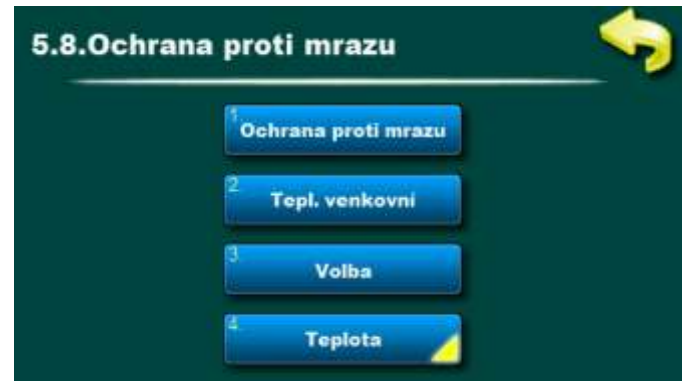 5.8.Ochrana proti mrazu
1.
Ochrana proti mrazu
2.
Tepl. venkovní
3.
Volba
4.
Teplota